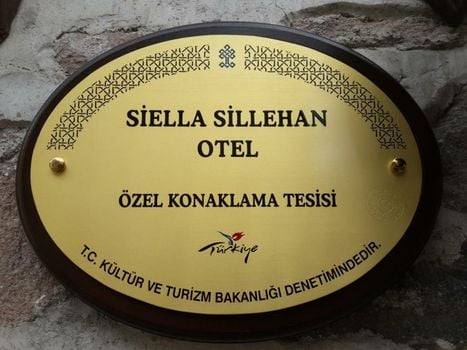 SİELLA SİLLEHAN
OTEL
ÖZEL KONAKLAMA TESİSİ
Türkiye
T.C. KÜLTÜR VE TURİZM BAKANLIĞI DENETİMİNDEDİR.